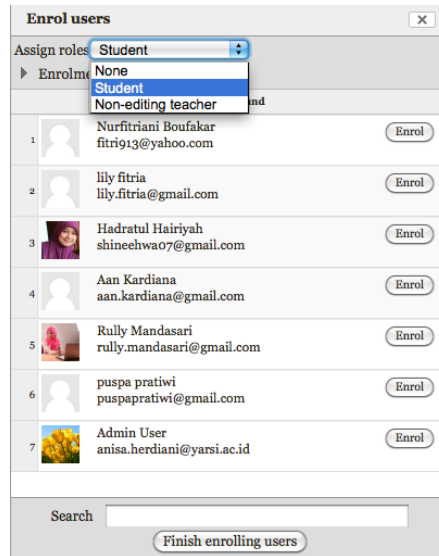 Enrol users
Assign roles Student
None
Student
Non-editing teacher
1 Nurfitriani Boufakar Enrol
fitri913@yahoo.com
2 lily fitria Enrol
lily.fitria@gmail.com
3 Hadratul Hairiyah Enrol
shineehwa07@gmail.com
4 Aan Kardiana Enrol
aan.kardiana@gmail.com
5 Rully Mandasari Enrol
rully.mandasari@gmail.com
6 puspa pratiwi Enrol
puspapratiwi@gmail.com
7 Admin User Enrol
anisa.herdiani@yarsi.ac.id
Search
Finish enrolling users